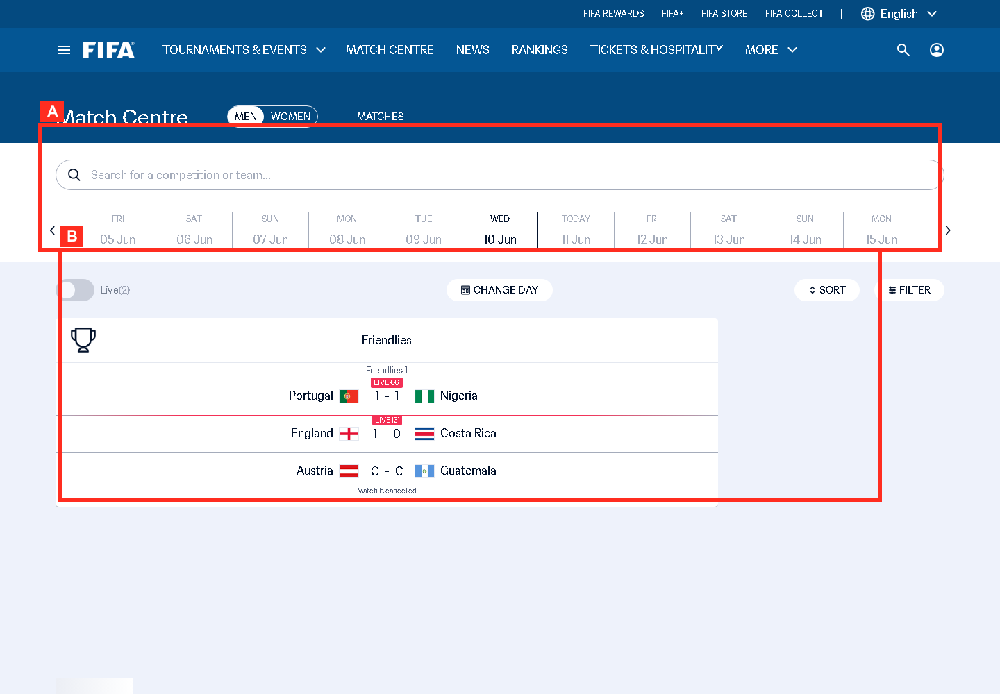 FIFA REWARDS FIFA+ FIFA STORE FIFA COLLECT | English
FIFA TOURNAMENTS & EVENTS MATCH CENTRE NEWS RANKINGS TICKETS & HOSPITALITY MORE
A
Match Centre MEN WOMEN MATCHES
Search for a competition or team...
FRI SAT SUN MON TUE WED TODAY FRI SAT SUN MON
B
05 Jun 06 Jun 07 Jun 08 Jun 09 Jun 10 Jun 11 Jun 12 Jun 13 Jun 14 Jun 15 Jun
Live(2) 30 CHANGE DAY SORT FILTER
Friendlies
Friendlies 1
LIVE 66'
Portugal 1 - 1 Nigeria
LIVE 13'
England 1 - 0 Costa Rica
Austria C - C Guatemala
Match is cancelled